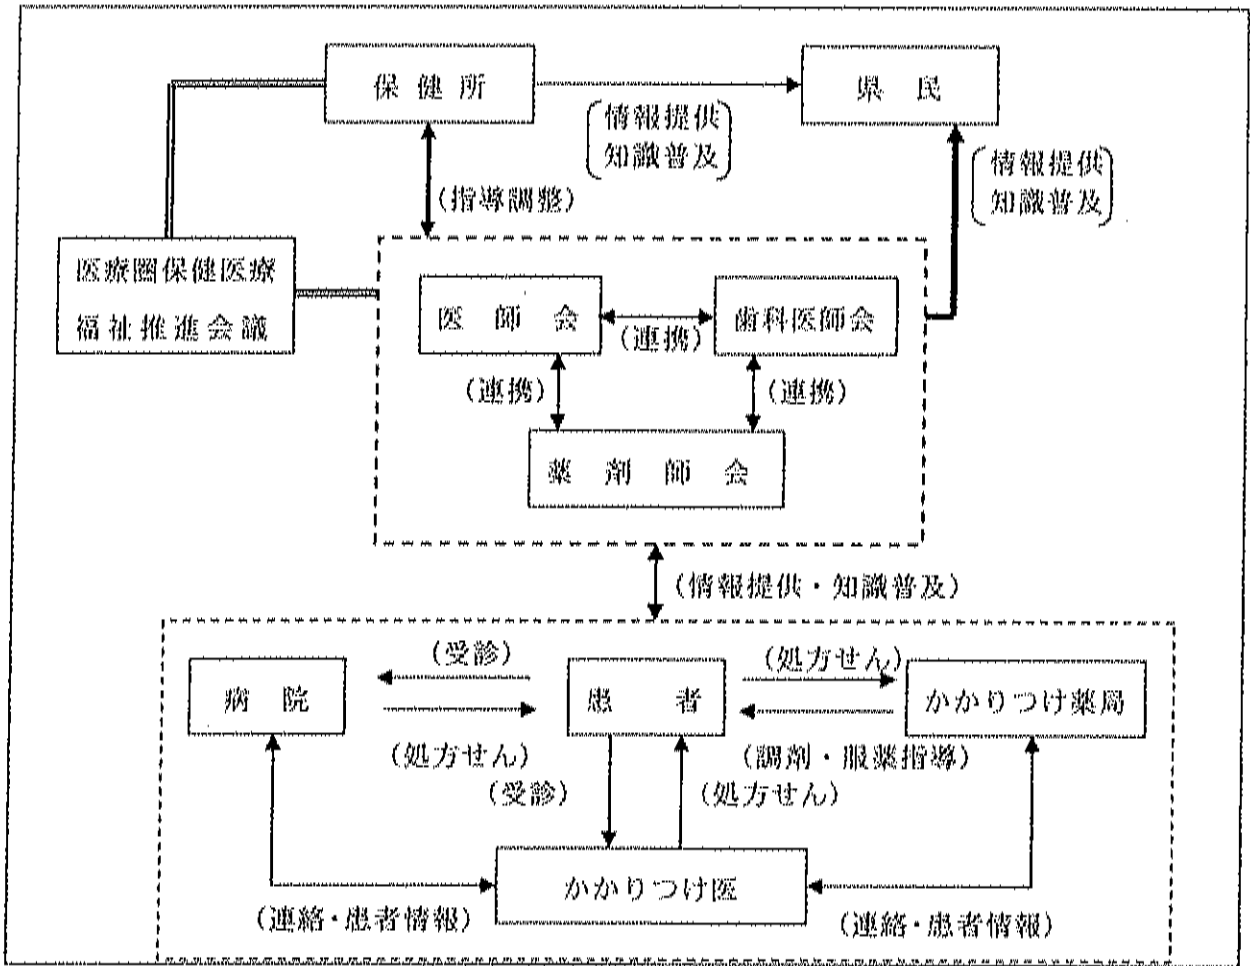 保健所
県民
情報提供
知識普及
情報提供
知識普及
(指導調整)
医療圏保健医療
福祉推進会議
医師会
(連携)
歯科医師会
(連携)
(連携)
薬剤師会
(情報提供・知識普及)
(受診)
(処方せん)
病院
患者
かかりつけ薬局
(処方せん)
(調剤・服薬指導)
(受診)
(処方せん)
かかりつけ医
(連絡・患者情報)
(連絡・患者情報)